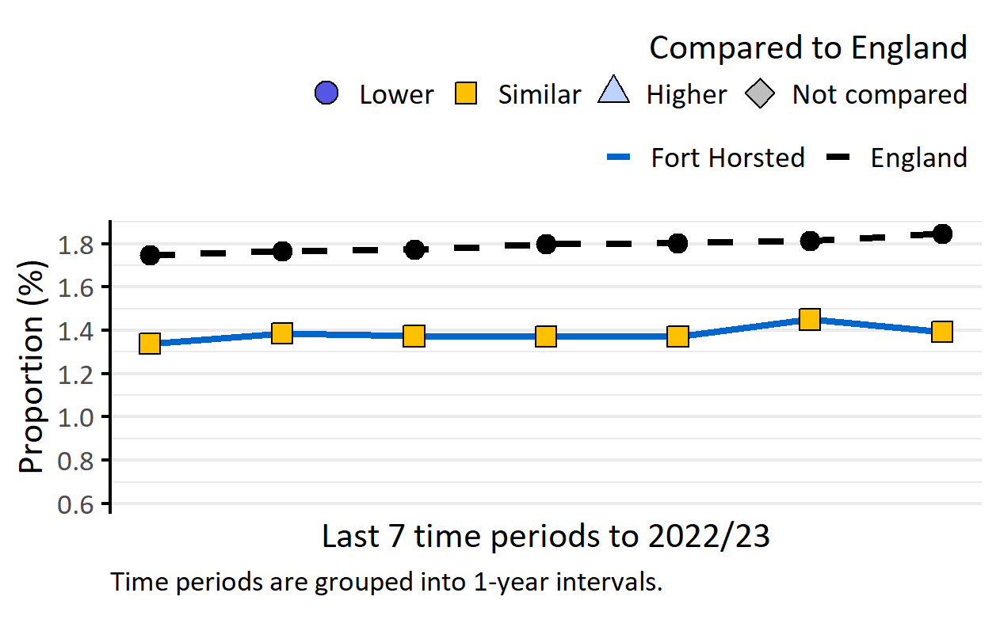 Compared to England
Lower Similar Higher Not compared
Fort Horsted England
Proportion (%)
1.8
1.6
1.4
1.2
1.0
0.8
0.6
Last 7 time periods to 2022/23
Time periods are grouped into 1-year intervals.